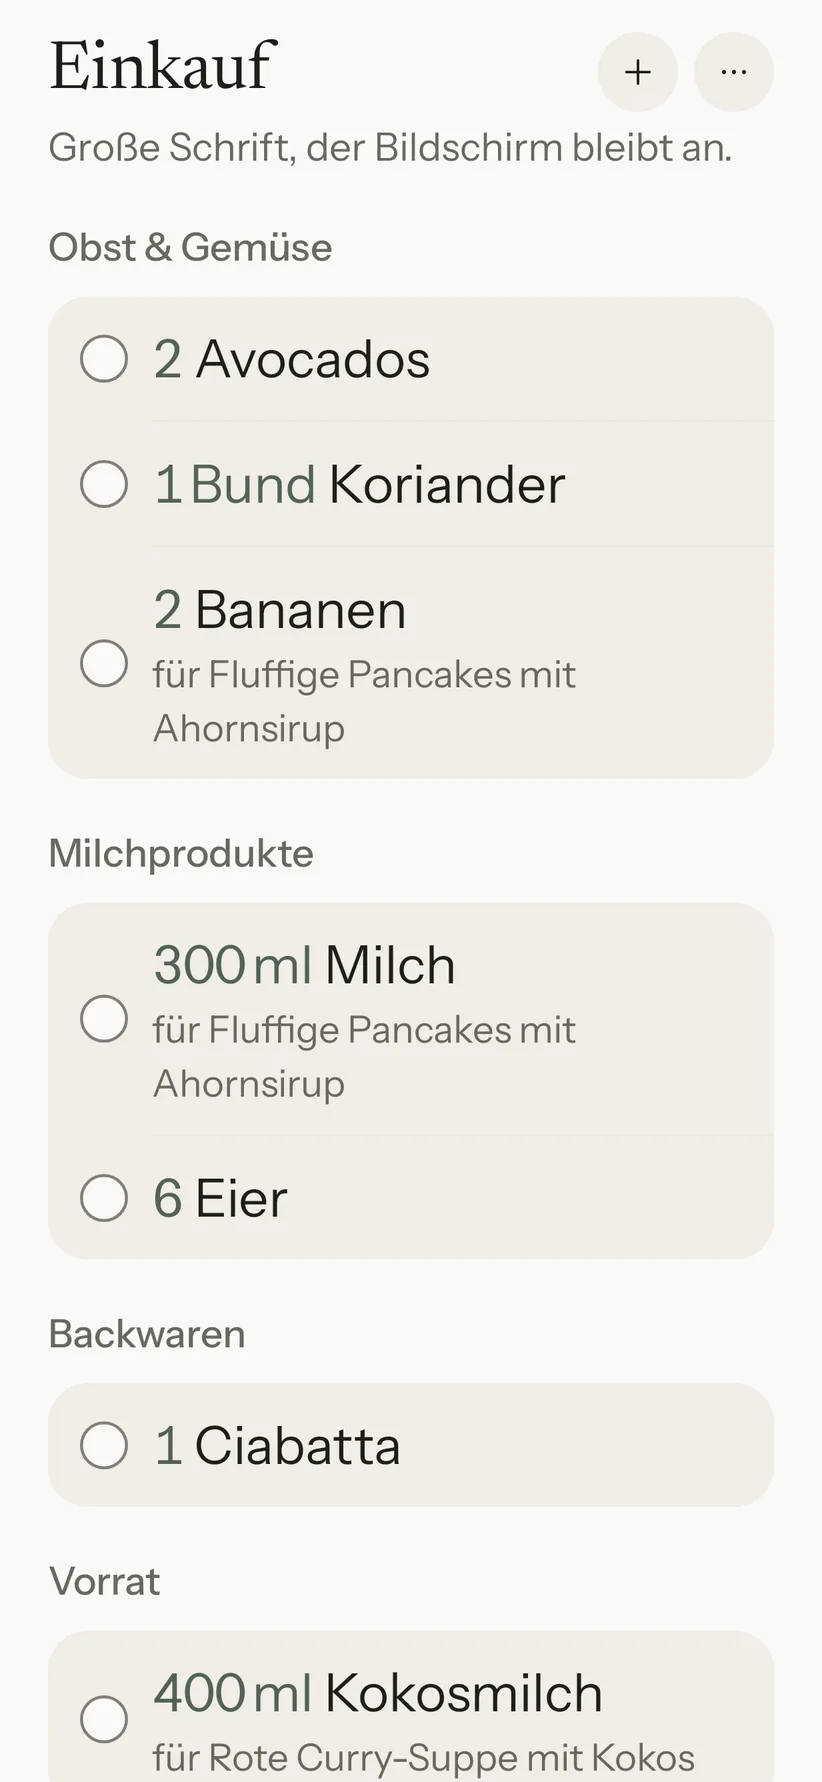 Einkauf
Große Schrift, der Bildschirm bleibt an.
Obst & Gemüse
2 Avocados
1 Bund Koriander
2 Bananen
für Fluffige Pancakes mit
Ahornsirup
Milchprodukte
300 ml Milch
für Fluffige Pancakes mit
Ahornsirup
6 Eier
Backwaren
1 Ciabatta
Vorrat
400 ml Kokosmilch
für Rote Curry-Suppe mit Kokos